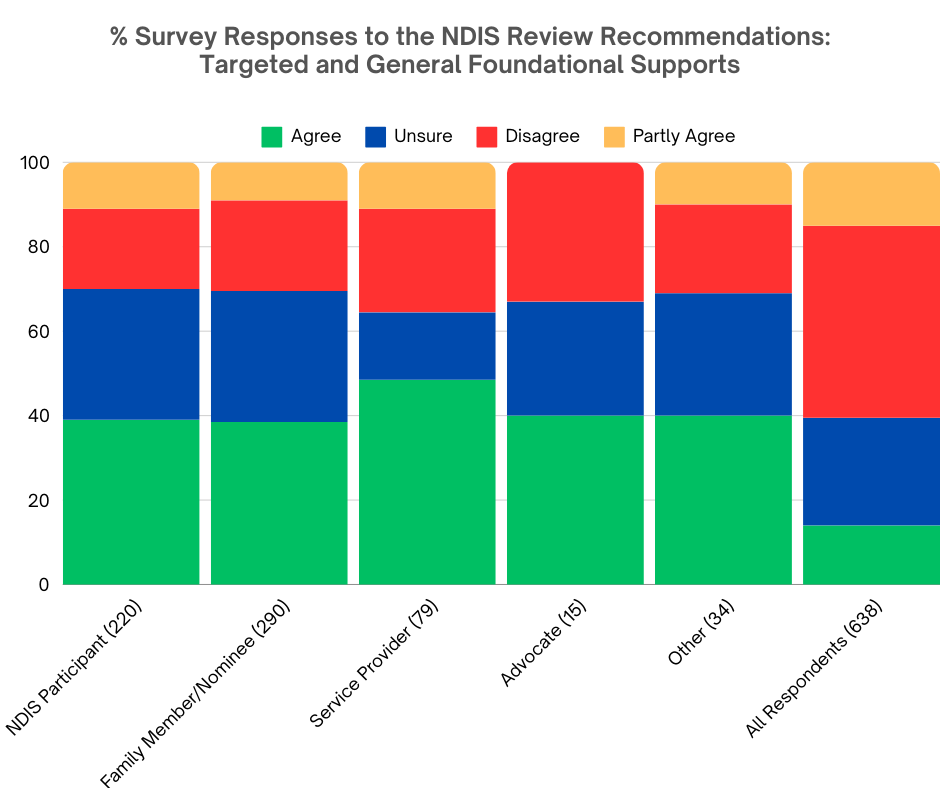 % Survey Responses to the NDIS Review Recommendations:
Targeted and General Foundational Supports
Agree Unsure Disagree Partly Agree
100
80
60
40
20
0
NDIS Participant (220)
Family Member/Nominee (290)
Service Provider (79)
Advocate (15)
Other (34)
All Respondents (638)